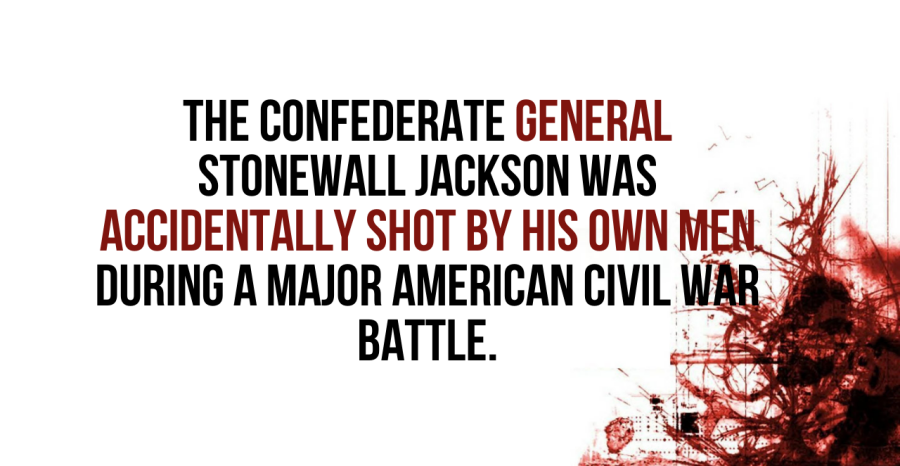 THE CONFEDERATE GENERAL
STONEWALL JACKSON WAS
ACCIDENTALLY SHOT BY HIS OWN MEN
DURING A MAJOR AMERICAN CIVIL WAR
BATTLE.